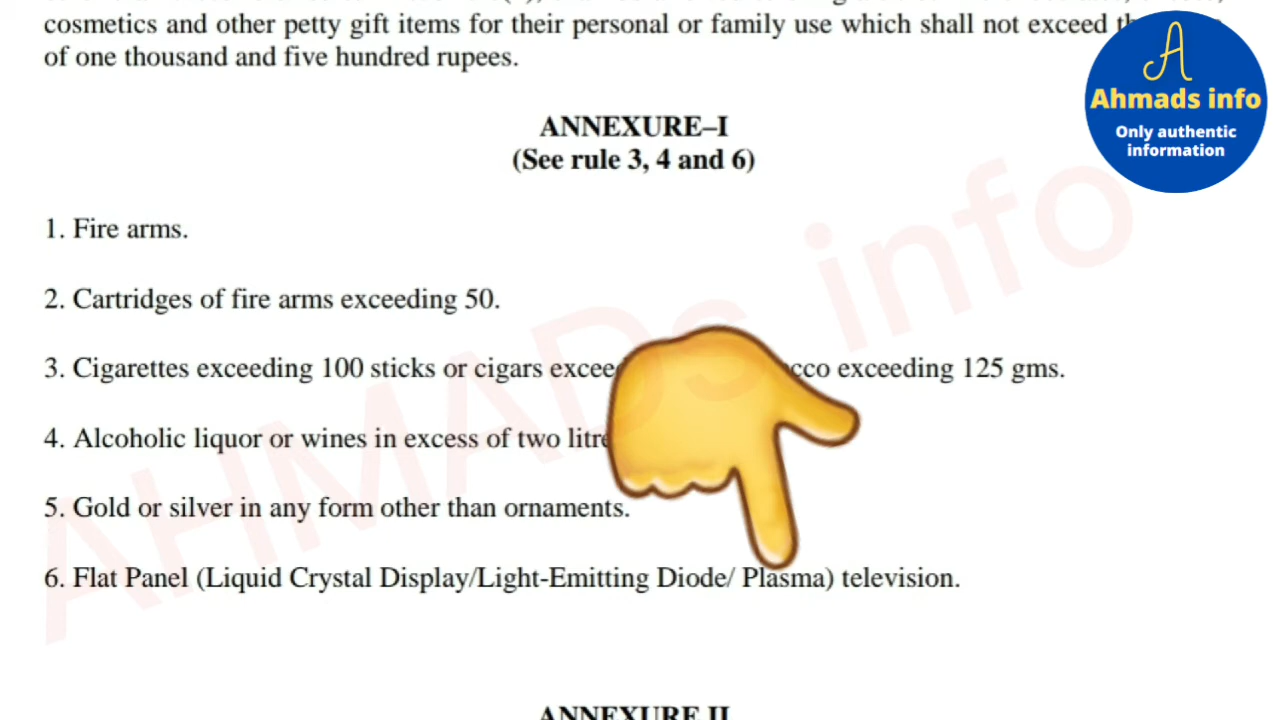 cosmetics and other petty gift items for their personal or family use which shall not exceed
of one thousand and five hundred rupees.
ANNEXURE–I
(See rule 3, 4 and 6)
1. Fire arms.
2. Cartridges of fire arms exceeding 50.
3. Cigarettes exceeding 100 sticks or cigars exceeding 125 gms.
4. Alcoholic liquor or wines in excess of two
5. Gold or silver in any form other than ornaments.
6. Flat Panel (Liquid Crystal Display/Light-Emitting Diode/ Plasma) television.
ANNEXURE II
A
Ahmads info
Only authentic
information
AHMADs info